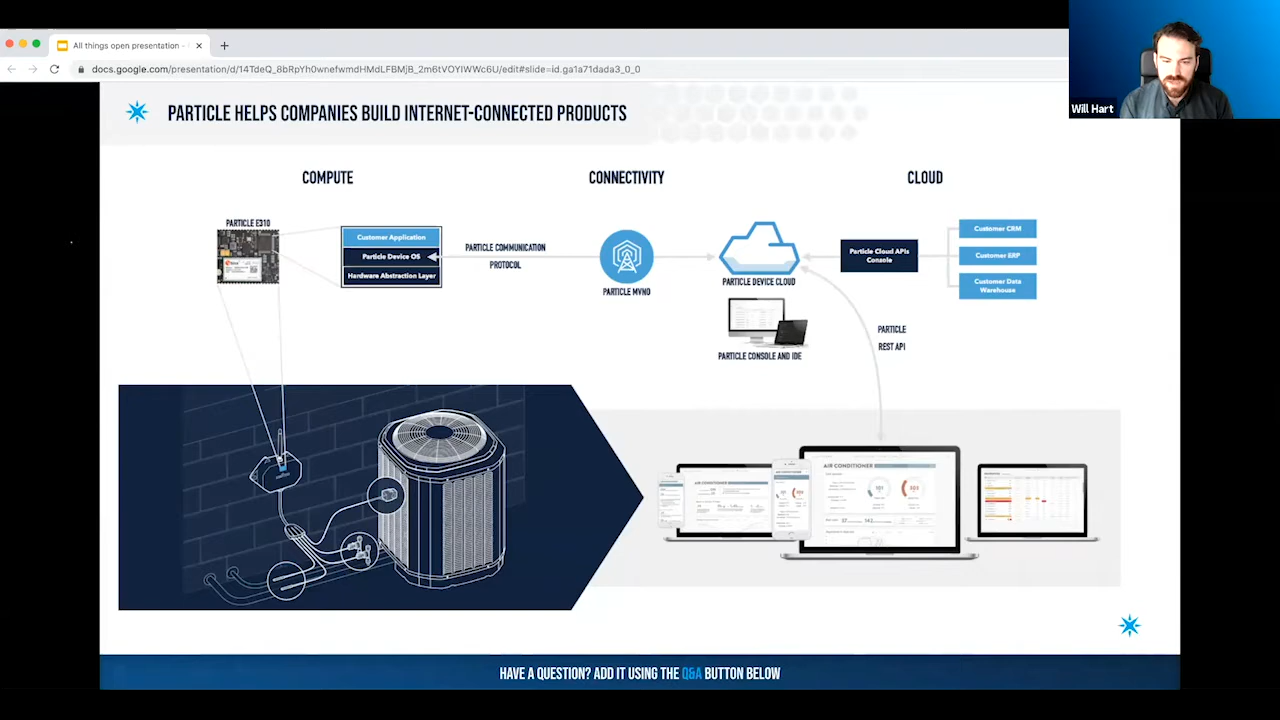 All things open presentation -
docs.google.com/presentation/d/14TdeQ_8bRpYh0wnefwmdHMdLFBMjB_2m6tVOYIWWc6U/edit#slide=id.ga1a71dada3_0_0
Will Hart
PARTICLE HELPS COMPANIES BUILD INTERNET-CONNECTED PRODUCTS
COMPUTE
CONNECTIVITY
CLOUD
PARTICLE E310
Customer Application
Particle Device OS
Hardware Abstraction Layer
PARTICLE COMMUNICATION
PROTOCOL
PARTICLE MVNO
PARTICLE DEVICE CLOUD
PARTICLE CONSOLE AND IDE
Particle Cloud APIs
Console
Customer CRM
Customer ERP
Customer Data
Warehouse
PARTICLE
REST API
AIR CONDITIONER
AIR CONDITIONER
HAVE A QUESTION? ADD IT USING THE Q&A BUTTON BELOW